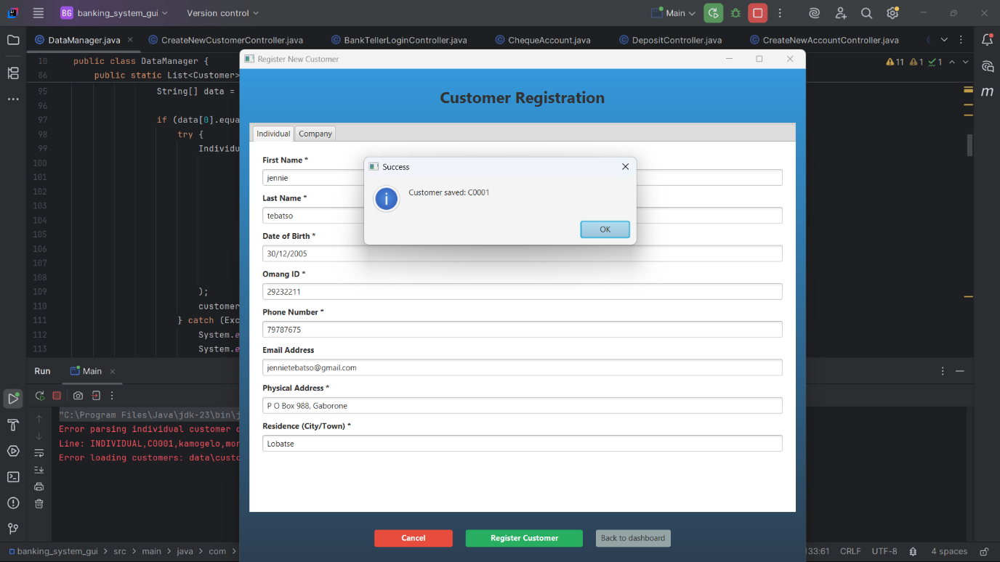 BG banking_system_gui Version control Main
DataManager.java CreateNewCustomerController.java BankTellerLoginController.java ChequeAccount.java DepositController.java CreateNewAccountController.java
10 public class DataManager {
86 public static List<Customer>
11 1 1
95 String[] data =
96
97 if (data[0].equa
98 try {
99 Individu
100
101
102
103
104
105
106
107
108
109 );
110 customer
111 } catch (Exc
112 System.e
113 System.e
Register New Customer
Customer Registration
Individual Company
First Name *
jennie
Last Name *
tebatso
Date of Birth *
30/12/2005
Omang ID *
29232211
Phone Number *
79787675
Email Address
jennietebatso@gmail.com
Physical Address *
P O Box 988, Gaborone
Residence (City/Town) *
Lobatse
Cancel Register Customer Back to dashboard
Success
Customer saved: C0001
OK
Run Main
"C:\Program Files\Java\jdk-23\bin\j
Error parsing individual customer
Line: INDIVIDUAL,C0001,kamogelo,mor
Error loading customers: data\custo
banking_system_gui > src > main > java > com >
133:61 CRLF UTF-8 4 spaces
m